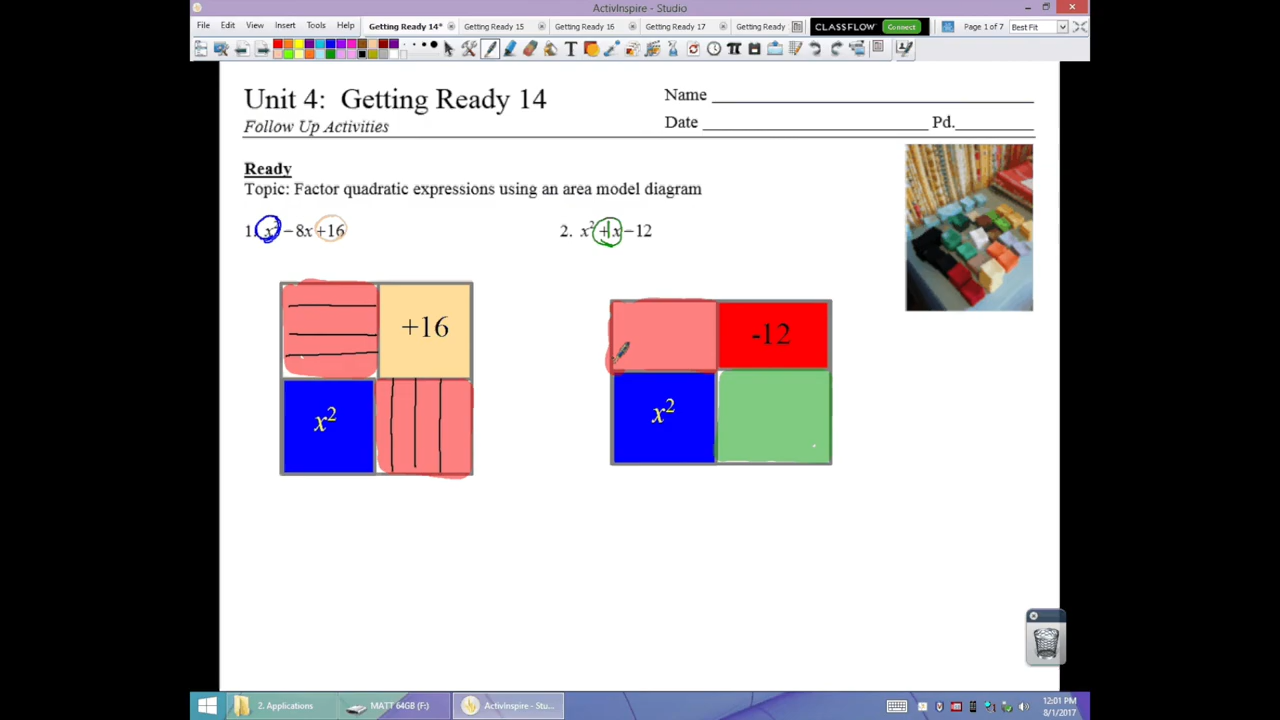 ActivInspire - Studio
File Edit View Insert Tools Help
Getting Ready 14* Getting Ready 15 Getting Ready 16 Getting Ready 17 Getting Ready
CLASSFLOW Connect
Page 1 of 7 Best Fit
Unit 4: Getting Ready 14
Name
Follow Up Activities
Date Pd.
Ready
Topic: Factor quadratic expressions using an area model diagram
1. x² − 8x + 16
2. x² + 1x − 12
+16
-12
x²
x²
2. Applications MATT 64GB (F:) ActivInspire - Stu...
12:01 PM
8/1/2017